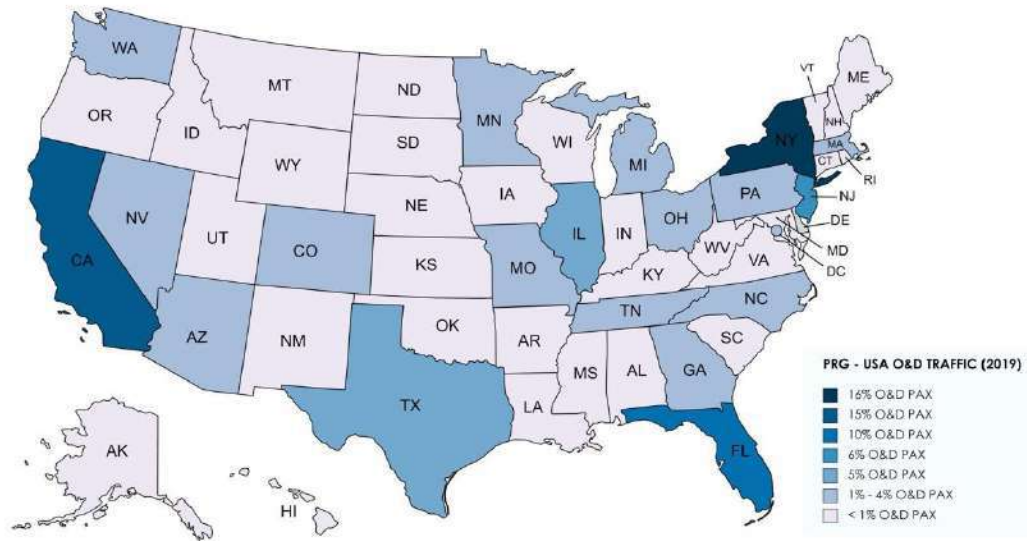 WA
MT
ND
MN
VT
ME
OR
ID
SD
WI
NY
NH
MA
WY
MI
CT
RI
IA
PA
NJ
NE
NV
OH
DE
UT
IL
IN
MD
CO
WV
DC
CA
KS
MO
KY
VA
NC
TN
AZ
OK
NM
AR
SC
MS
AL
GA
TX
LA
FL
AK
HI
PRG - USA O&D TRAFFIC (2019)
16% O&D PAX
15% O&D PAX
10% O&D PAX
6% O&D PAX
5% O&D PAX
1% - 4% O&D PAX
< 1% O&D PAX